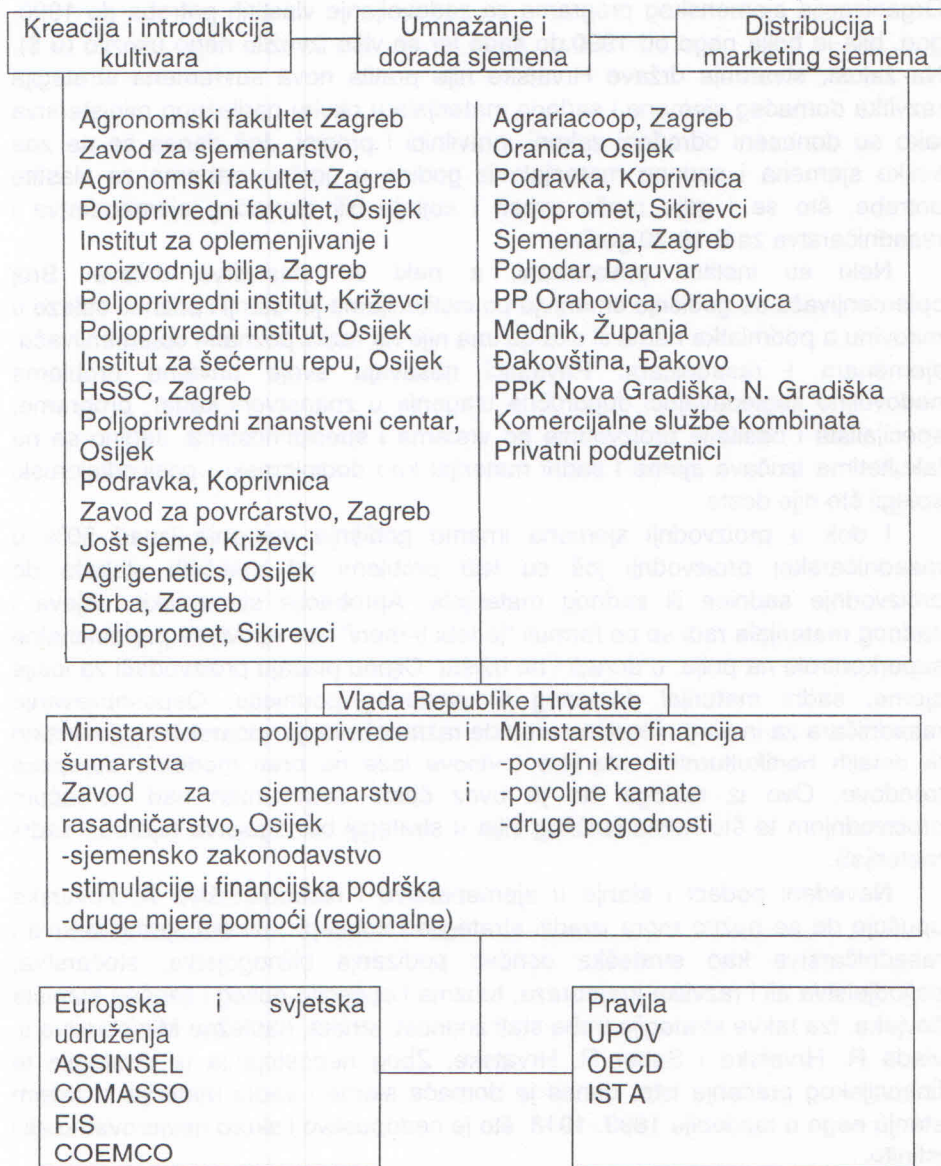 Kreacija i introdukcija
kultivara
Umnažanje i
dorada sjemena
Distribucija i
marketing sjemena
Agronomski fakultet Zagreb
Zavod za sjemenarstvo,
Agronomski fakultet, Zagreb
Poljoprivredni fakultet, Osijek
Institut za oplemenjivanje i
proizvodnju bilja, Zagreb
Poljoprivredni institut, Križevci
Poljoprivredni institut, Osijek
Institut za šećernu repu, Osijek
BSSC, Zagreb
Poljoprivredni znanstveni centar,
Osijek
Podravka, Koprivnica
Zavod za povrćarstvo, Zagreb
Jošt sjeme, Križevci
Agrigenetics, Osijek
Strba, Zagreb
Poljopromet, Sikirevci
Agrariacoop, Zagreb
Oranica, Osijek
Podravka, Koprivnica
Poljopromet, Sikirevci
Sjemenarna, Zagreb
Poljodar, Daruvar
PP Orahovica, Orahovica
Mednik, Županja
Đakovština, Đakovo
PPK Nova Gradiška, N. Gradiška
Komercijalne službe kombinata
Privatni poduzetnici
Vlada Republike Hrvatske
Ministarstvo poljoprivrede i
šumarstva
Zavod za sjemenarstvo i
rasadničarstvo, Osijek
-sjemensko zakonodavstvo
-stimulacije i financijska podrška
-druge mjere pomoći (regionalne)
Ministarstvo financija
-povoljni krediti
-povoljne kamate
-druge pogodnosti
Europska i svjetska
udruženja
ASSINSEL
COMASSO
FIS
COEMCO
Pravila
UPOV
OECD
ISTA